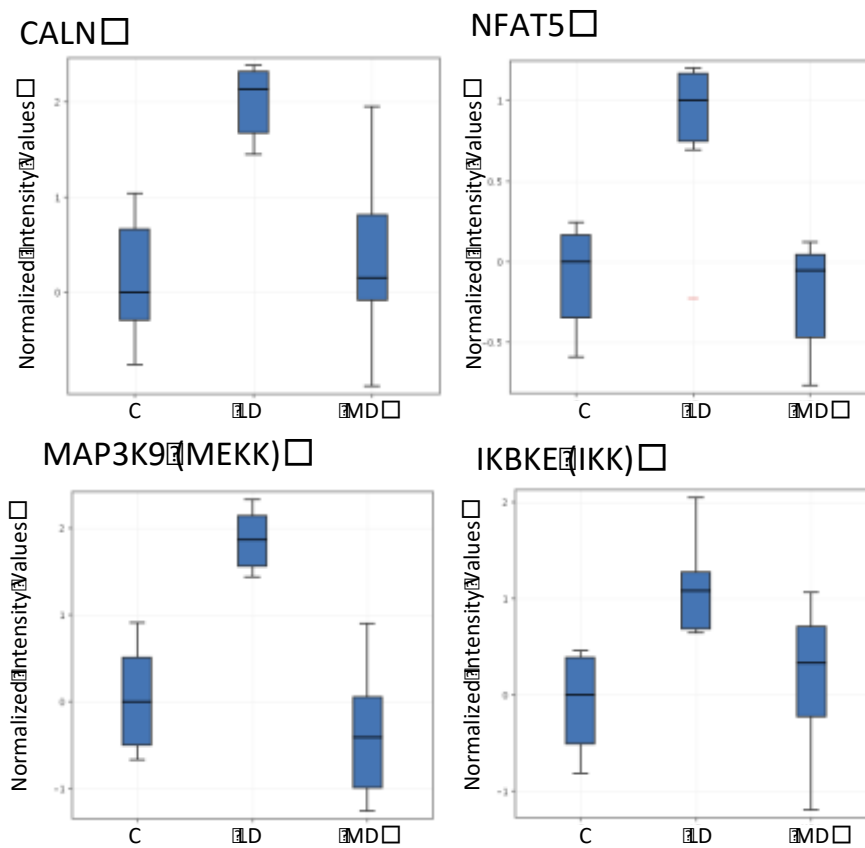 CALN□
Normalized⍰Intensity⍰Values□
2
1
0
C ⍰LD ⍰MD□
NFAT5□
Normalized⍰Intensity⍰Values□
1
0.5
0
-0.5
C ⍰LD ⍰MD□
MAP3K9⍰(MEKK)□
Normalized⍰Intensity⍰Values□
2
1
0
-1
C ⍰LD ⍰MD□
IKBKE⍰(IKK)□
Normalized⍰Intensity⍰Values□
2
1
0
-1
C ⍰LD ⍰MD□